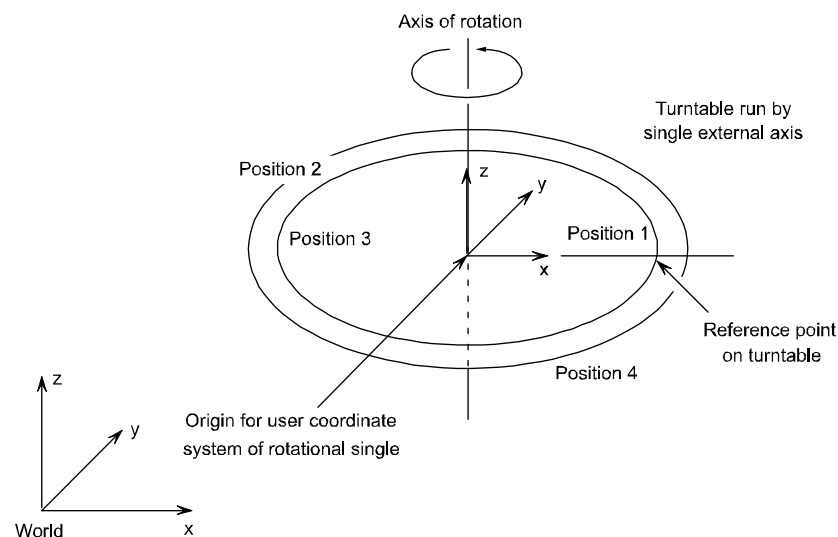 Axis of rotation
Turntable run by
single external axis
Position 2
z
y
Position 3
Position 1
x
Reference point
on turntable
Position 4
Origin for user coordinate
system of rotational single
z
y
x
World